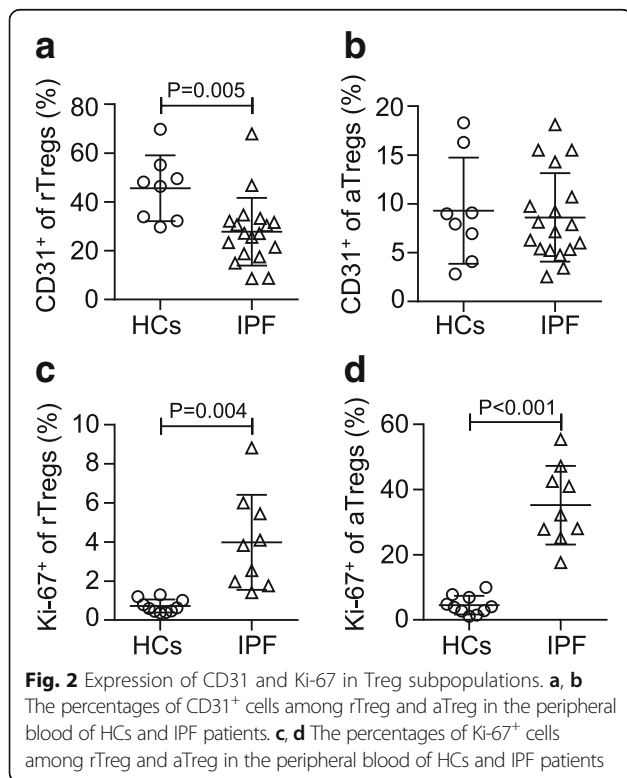 a
b
P=0.005
CD31+ of rTregs (%)
80
60
40
20
0
HCs IPF
CD31+ of aTregs (%)
20
15
10
5
0
HCs IPF
c
d
P=0.004
Ki-67+ of rTregs (%)
10
8
6
4
2
0
HCs IPF
P<0.001
Ki-67+ of aTregs (%)
60
40
20
0
HCs IPF
Fig. 2 Expression of CD31 and Ki-67 in Treg subpopulations. a, b
The percentages of CD31+ cells among rTreg and aTreg in the peripheral
blood of HCs and IPF patients. c, d The percentages of Ki-67+ cells
among rTreg and aTreg in the peripheral blood of HCs and IPF patients